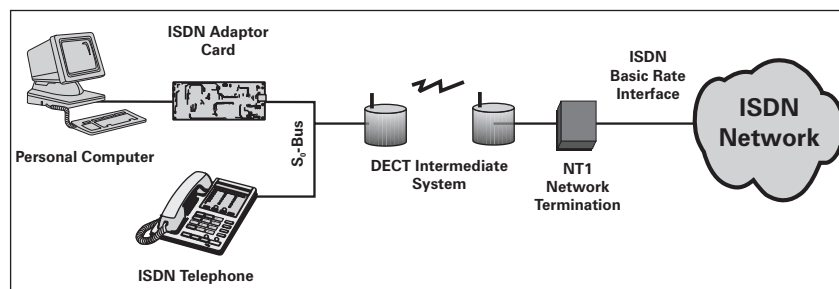 ISDN Adaptor
Card
Personal Computer
S₀-Bus
ISDN Telephone
DECT Intermediate
System
NT1
Network
Termination
ISDN
Basic Rate
Interface
ISDN
Network